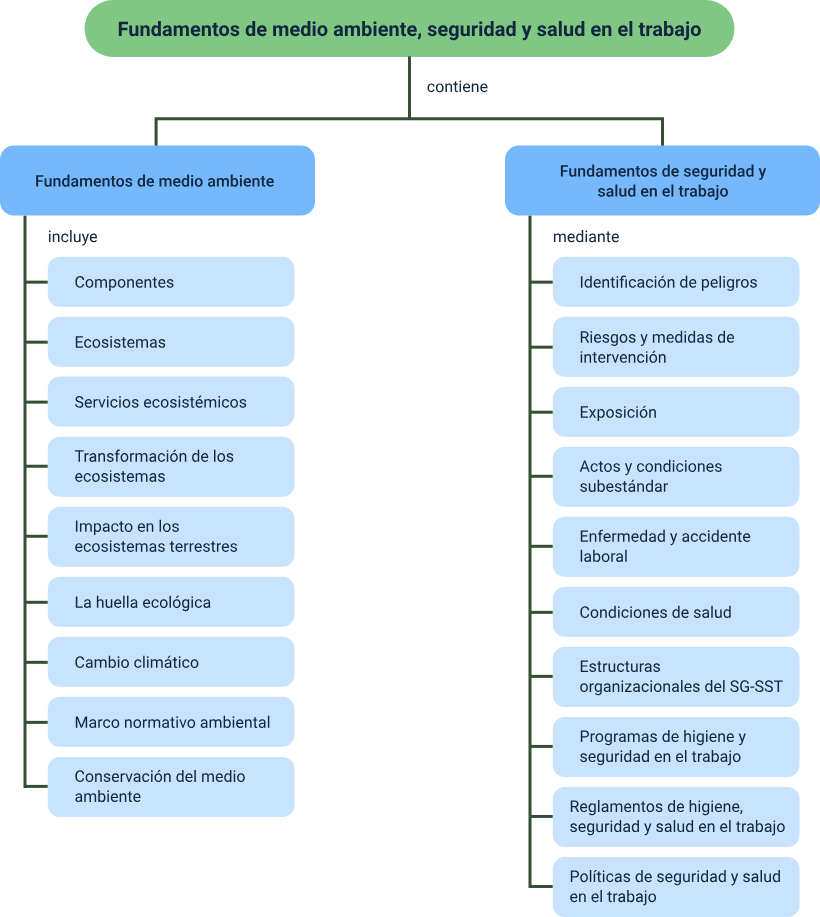 Fundamentos de medio ambiente, seguridad y salud en el trabajo
contiene
Fundamentos de medio ambiente
incluye
Componentes
Ecosistemas
Servicios ecosistémicos
Transformación de los
ecosistemas
Impacto en los
ecosistemas terrestres
La huella ecológica
Cambio climático
Marco normativo ambiental
Conservación del medio
ambiente
Fundamentos de seguridad y
salud en el trabajo
mediante
Identificación de peligros
Riesgos y medidas de
intervención
Exposición
Actos y condiciones
subestándar
Enfermedad y accidente
laboral
Condiciones de salud
Estructuras
organizacionales del SG-SST
Programas de higiene y
seguridad en el trabajo
Reglamentos de higiene,
seguridad y salud en el trabajo
Políticas de seguridad y salud
en el trabajo